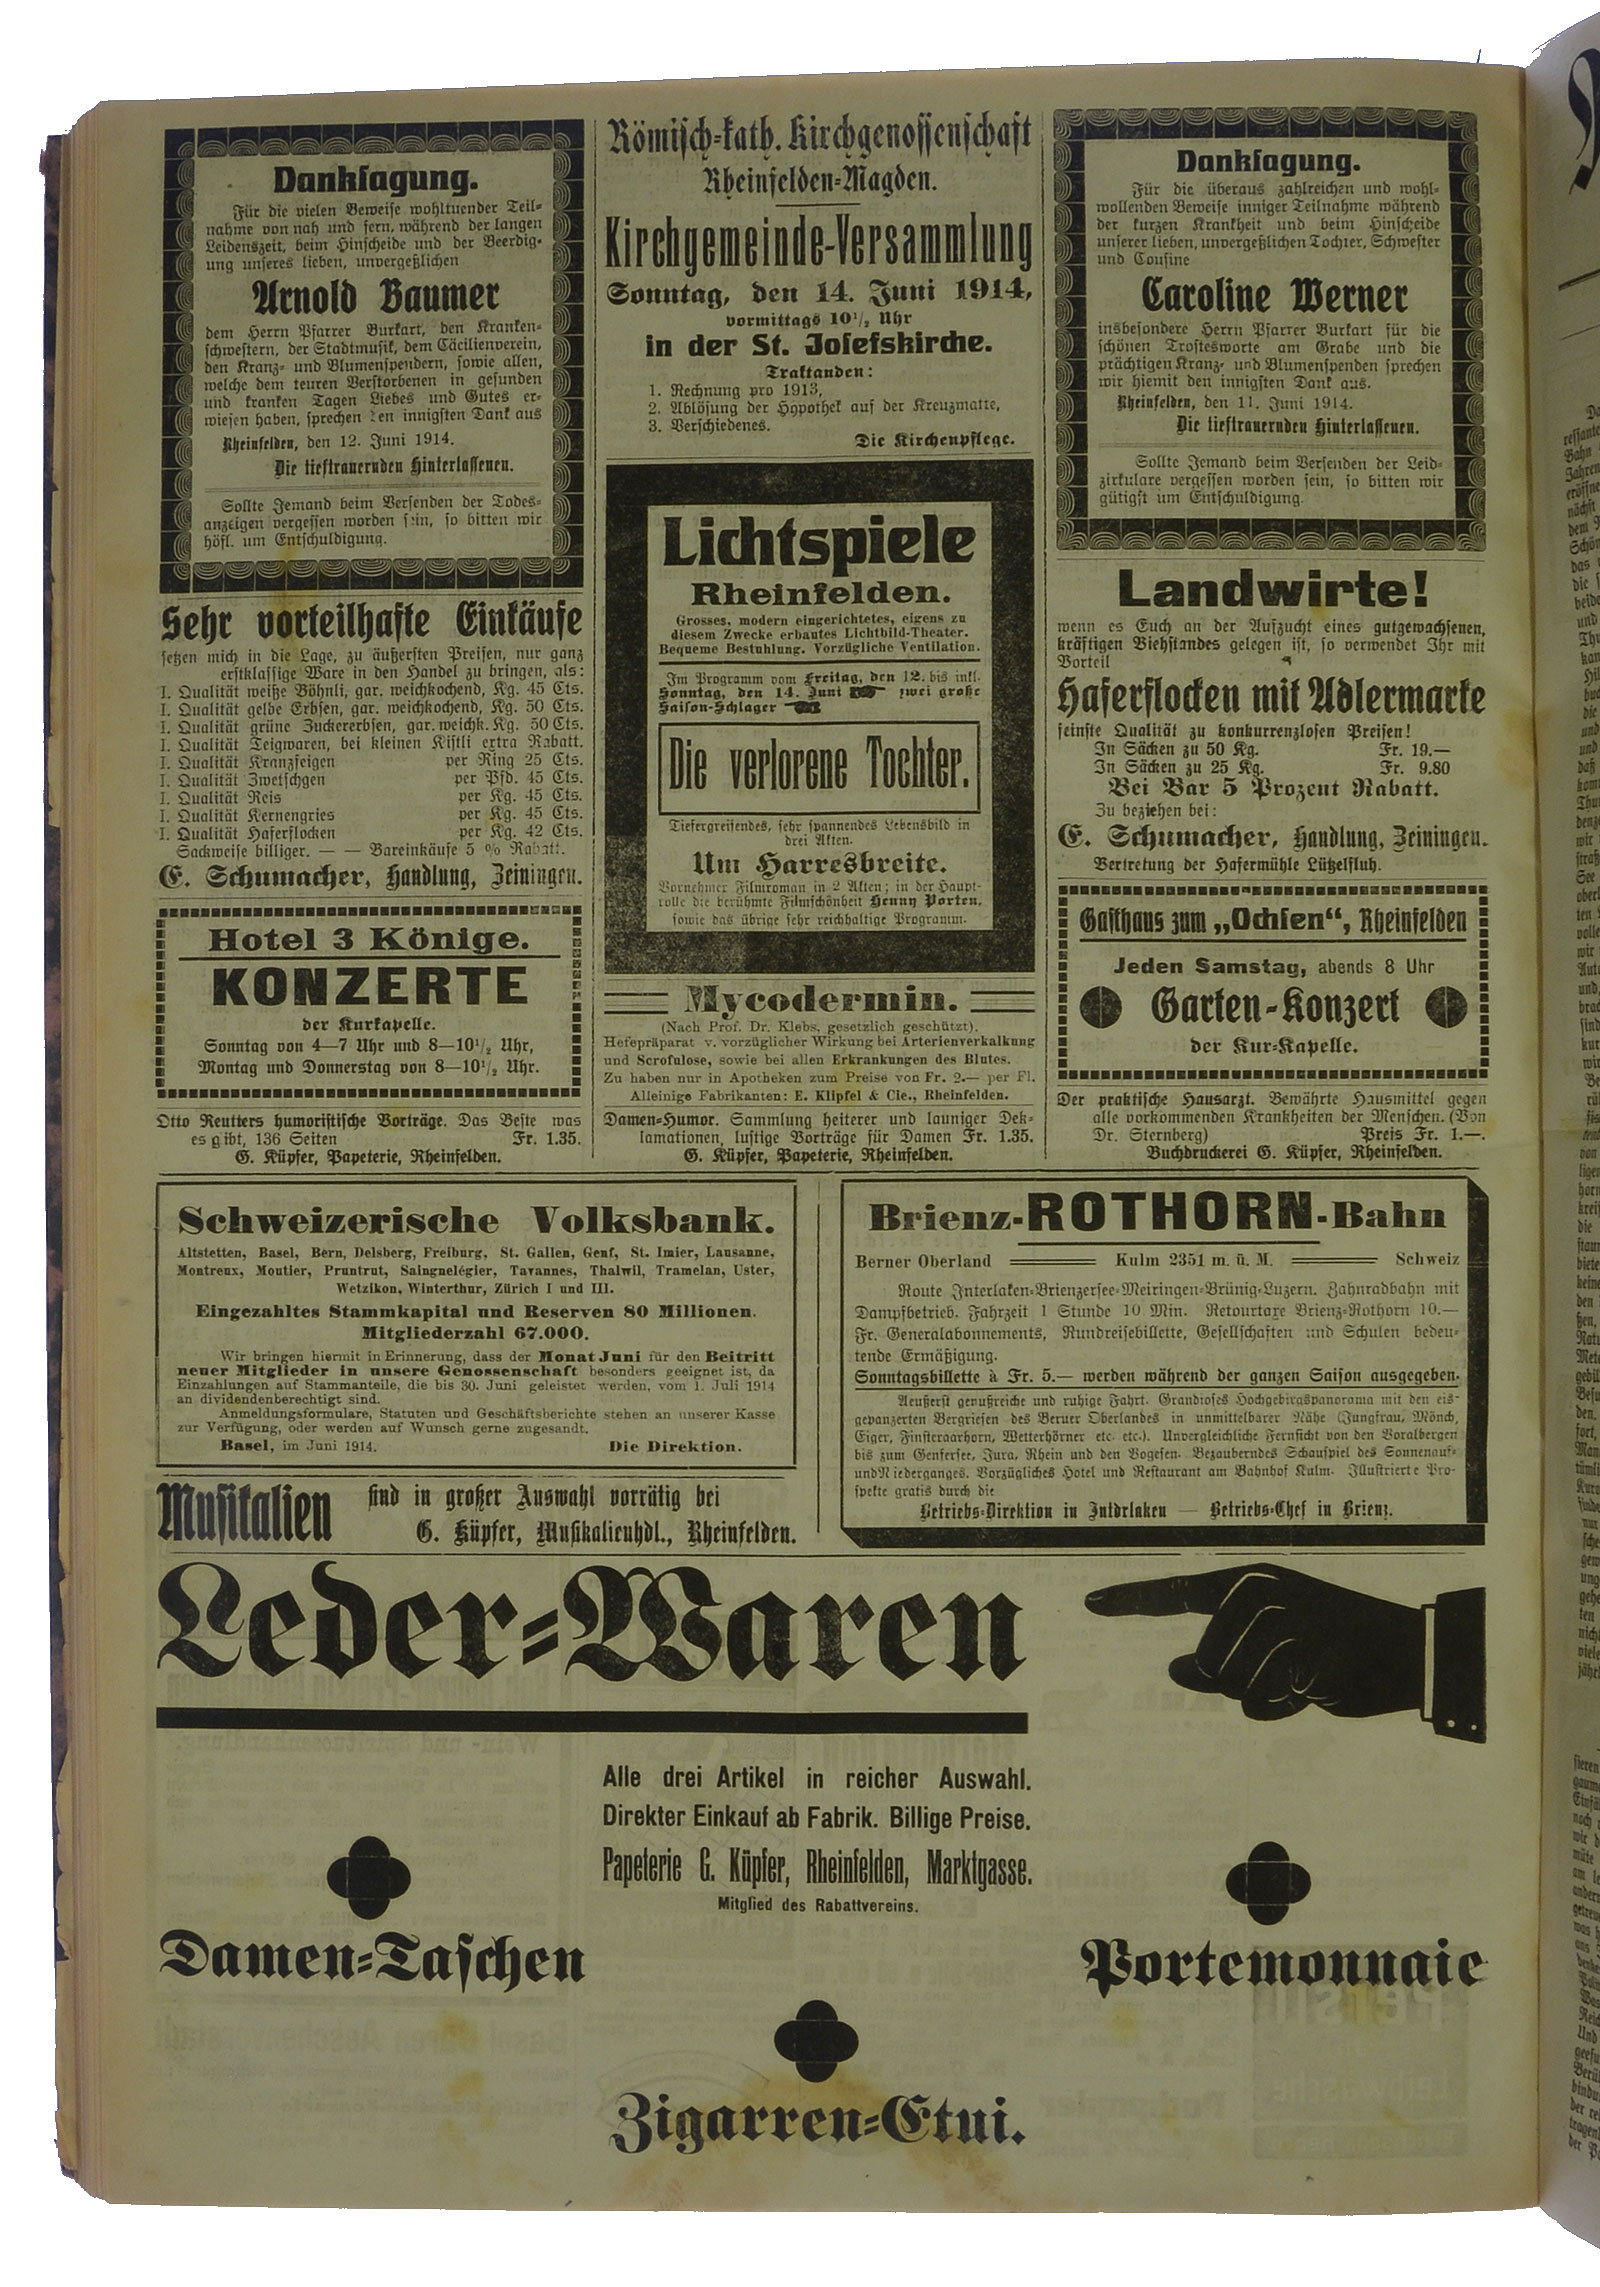 Danksagung.
Für die vielen Beweise wohltuender Teil-
nahme von nah und fern, während der langen
Leidenszeit, beim Hinscheide und der Beerdig-
ung unseres lieben, unvergeßlichen
Arnold Baumer
dem Herrn Pfarrer Burkart, den Kranken-
schwestern, der Stadtmusik, dem Cäcilienverein,
den Kranz- und Blumenspendern, sowie allen,
welche dem teuren Verstorbenen in gesunden
und kranken Tagen Liebes und Gutes er-
wiesen haben, sprechen den innigsten Dank aus
Rheinfelden, den 12. Juni 1914.
Die tieftrauernden Hinterlassenen.
Sollte Jemand beim Versenden der Todes-
anzeigen vergessen worden sein, so bitten wir
höfl. um Entschuldigung.
Sehr vorteilhafte Einkäufe
setzen mich in die Lage, zu äußersten Preisen, nur ganz
erstklassige Ware in den Handel zu bringen, als:
I. Qualität weiße Böhnli, gar. weichkochend, Kg. 45 Cts.
I. Qualität gelbe Erbsen, gar. weichkochend, Kg. 50 Cts.
I. Qualität grüne Zuckererbsen, gar. weichk. Kg. 50 Cts.
I. Qualität Teigwaren, bei kleinen Kistli extra Rabatt.
I. Qualität Kranzfeigen per Ring 25 Cts.
I. Qualität Zwetschgen per Pfd. 45 Cts.
I. Qualität Reis per Kg. 45 Cts.
I. Qualität Kernengries per Kg. 45 Cts.
I. Qualität Haferflocken per Kg. 42 Cts.
Sackweise billiger. — — Bareinkäufe 5 % Rabatt.
E. Schumacher, Handlung, Zeiningen.
Hotel 3 Könige.
KONZERTE
der Kurkapelle.
Sonntag von 4—7 Uhr und 8—10½ Uhr,
Montag und Donnerstag von 8—10½ Uhr.
Otto Reutters humoristische Vorträge. Das Beste was
es gibt, 136 Seiten Fr. 1.35.
G. Küpfer, Papeterie, Rheinfelden.
Römisch-kath. Kirchgenossenschaft
Rheinfelden-Magden.
Kirchgemeinde-Versammlung
Sonntag, den 14. Juni 1914,
vormittags 10½ Uhr
in der St. Josefskirche.
Traktanden:
1. Rechnung pro 1913,
2. Ablösung der Hypothek auf der Kreuzmatte,
3. Verschiedenes.
Die Kirchenpflege.
Lichtspiele
Rheinfelden.
Grosses, modern eingerichtetes, eigens zu
diesem Zwecke erbautes Lichtbild-Theater.
Bequeme Bestuhlung. Vorzügliche Ventilation.
Im Programm vom Freitag, den 12. bis inkl.
Sonntag, den 14. Juni zwei große
Saison-Schlager
Die verlorene Tochter.
Tiefergreifendes, sehr spannendes Lebensbild in
drei Akten.
Um Harresbreite.
Vornehmer Filmroman in 2 Akten; in der Haupt-
rolle die berühmte Filmschönheit Henny Porten,
sowie das übrige sehr reichhaltige Programm.
Mycodermin.
(Nach Prof. Dr. Klebs, gesetzlich geschützt).
Hefepräparat v. vorzüglicher Wirkung bei Arterienverkalkung
und Scrofulose, sowie bei allen Erkrankungen des Blutes.
Zu haben nur in Apotheken zum Preise von Fr. 2.— per Fl.
Alleinige Fabrikanten: E. Klipfel & Cie., Rheinfelden.
Damen-Humor. Sammlung heiterer und launiger Dek-
lamationen, lustige Vorträge für Damen Fr. 1.35.
G. Küpfer, Papeterie, Rheinfelden.
Danksagung.
Für die überaus zahlreichen und wohl-
wollenden Beweise inniger Teilnahme während
der kurzen Krankheit und beim Hinscheide
unserer lieben, unvergeßlichen Tochter, Schwester
und Cousine
Caroline Werner
insbesondere Herrn Pfarrer Burkart für die
schönen Trostesworte am Grabe und die
prächtigen Kranz- und Blumenspenden sprechen
wir hiemit den innigsten Dank aus.
Rheinfelden, den 11. Juni 1914.
Die tieftrauernden Hinterlassenen.
Sollte Jemand beim Versenden der Leid-
zirkulare vergessen worden sein, so bitten wir
gütigst um Entschuldigung.
Landwirte!
wenn es Euch an der Aufzucht eines gutgewachsenen,
kräftigen Viehstandes gelegen ist, so verwendet Ihr mit
Vorteil
Haferflocken mit Adlermarke
feinste Qualität zu konkurrenzlosen Preisen!
In Säcken zu 50 Kg. Fr. 19.—
In Säcken zu 25 Kg. Fr. 9.80
Bei Bar 5 Prozent Rabatt.
Zu beziehen bei:
E. Schumacher, Handlung, Zeiningen.
Vertretung der Hafermühle Lützelfluh.
Gasthaus zum „Ochsen“, Rheinfelden
Jeden Samstag, abends 8 Uhr
Garten-Konzert
der Kur-Kapelle.
Der praktische Hausarzt. Bewährte Hausmittel gegen
alle vorkommenden Krankheiten der Menschen. (Von
Dr. Sternberg) Preis Fr. 1.—.
Buchdruckerei G. Küpfer, Rheinfelden.
Schweizerische Volksbank.
Altstetten, Basel, Bern, Delsberg, Freiburg, St. Gallen, Genf, St. Imier, Lausanne,
Montreux, Moutier, Pruntrut, Saingnelégier, Tavannes, Thalwil, Tramelan, Uster,
Wetzikon, Winterthur, Zürich I und III.
Eingezahltes Stammkapital und Reserven 80 Millionen.
Mitgliederzahl 67.000.
Wir bringen hiermit in Erinnerung, dass der Monat Juni für den Beitritt
neuer Mitglieder in unsere Genossenschaft besonders geeignet ist, da
Einzahlungen auf Stammanteile, die bis 30. Juni geleistet werden, vom 1. Juli 1914
an dividendenberechtigt sind.
Anmeldungsformulare, Statuten und Geschäftsberichte stehen an unserer Kasse
zur Verfügung, oder werden auf Wunsch gerne zugesandt.
Basel, im Juni 1914. Die Direktion.
Musikalien
sind in großer Auswahl vorrätig bei
G. Küpfer, Musikalienhdl., Rheinfelden.
Brienz-ROTHORN-Bahn
Berner Oberland Kulm 2351 m. ü. M. Schweiz
Route Interlaken-Brienzersee-Meiringen-Brünig-Luzern. Zahnradbahn mit
Dampfbetrieb. Fahrzeit 1 Stunde 10 Min. Retourtaxe Brienz-Rothorn 10.—
Fr. Generalabonnements, Rundreisebillette, Gesellschaften und Schulen bedeu-
tende Ermäßigung.
Sonntagsbillette à Fr. 5.— werden während der ganzen Saison ausgegeben.
Aeußerst genußreiche und ruhige Fahrt. Grandioses Hochgebirgspanorama mit den eis-
gepanzerten Bergriesen des Berner Oberlandes in unmittelbarer Nähe (Jungfrau, Mönch,
Eiger, Finsteraarhorn, Wetterhörner etc. etc.). Unvergleichliche Fernsicht von den Voralbergen
bis zum Genfersee, Jura, Rhein und den Vogesen. Bezauberndes Schauspiel des Sonnenauf-
und Niederganges. Vorzügliches Hotel und Restaurant am Bahnhof Kulm. Illustrierte Pro-
spekte gratis durch die
Betriebs-Direktion in Intdrlaken — Betriebs-Chef in Brienz.
Leder-Waren
Alle drei Artikel in reicher Auswahl.
Direkter Einkauf ab Fabrik. Billige Preise.
Papeterie G. Küpfer, Rheinfelden, Marktgasse.
Mitglied des Rabattvereins.
Damen-Taschen
Portemonnaie
Zigarren-Etui.